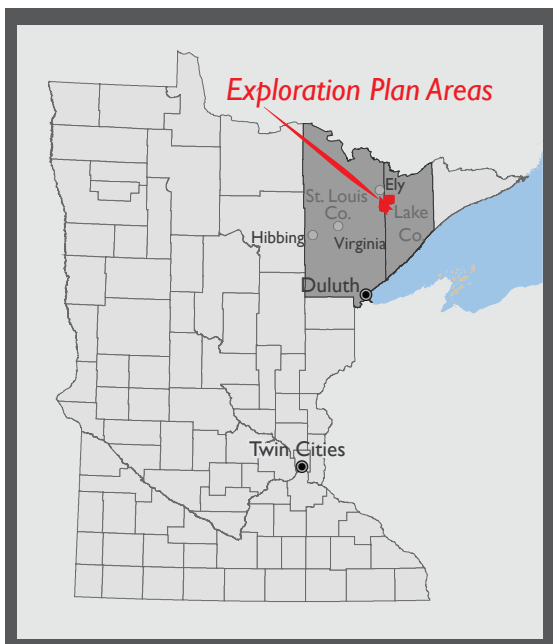 Exploration Plan Areas
Ely
St. Louis
Co.
Lake
Co.
Hibbing
Virginia
Duluth
Twin Cities